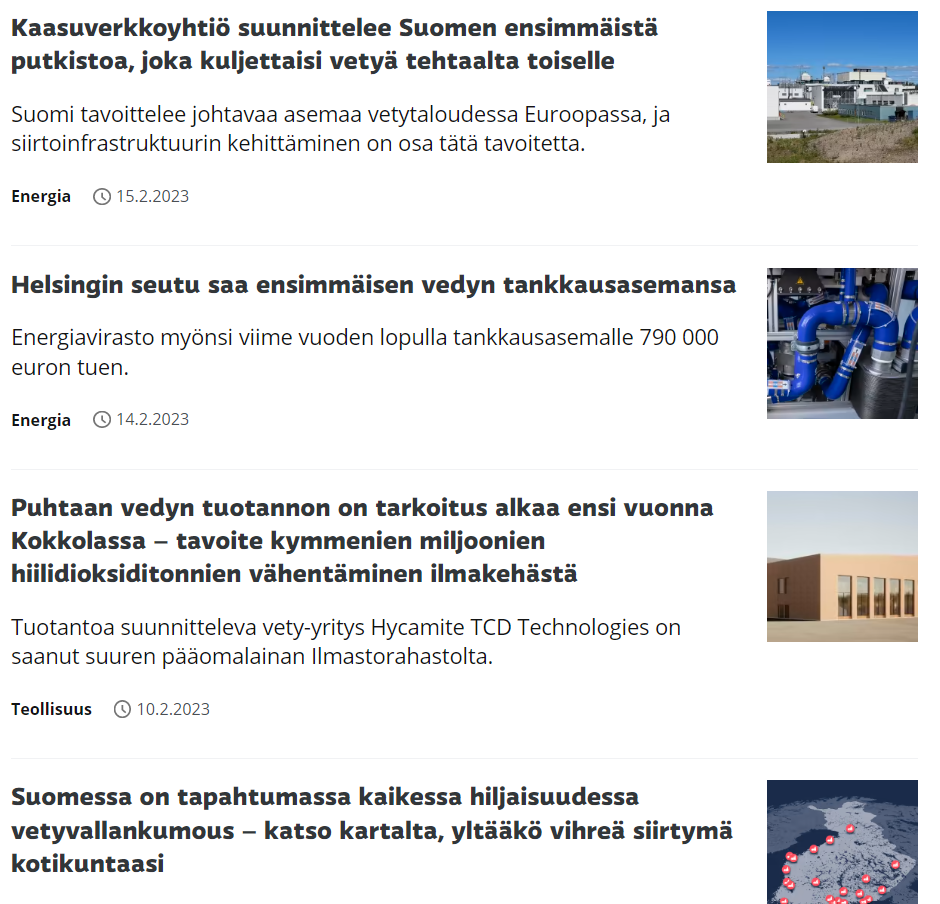 Kaasuverkkoyhtiö suunnittelee Suomen ensimmäistä
putkistoa, joka kuljettaisi vetyä tehtaalta toiselle
Suomi tavoittelee johtavaa asemaa vetytaloudessa Euroopassa, ja
siirtoinfrastruktuurin kehittäminen on osa tätä tavoitetta.
Energia 15.2.2023
Helsingin seutu saa ensimmäisen vedyn tankkausasemansa
Energiavirasto myönsi viime vuoden lopulla tankkausasemalle 790 000
euron tuen.
Energia 14.2.2023
Puhtaan vedyn tuotannon on tarkoitus alkaa ensi vuonna
Kokkolassa – tavoite kymmenien miljoonien
hiilidioksiditonnien vähentäminen ilmakehästä
Tuotantoa suunnitteleva vety-yritys Hycamite TCD Technologies on
saanut suuren pääomalainan Ilmastorahastolta.
Teollisuus 10.2.2023
Suomessa on tapahtumassa kaikessa hiljaisuudessa
vetyvallankumous – katso kartalta, yltääkö vihreä siirtymä
kotikuntaasi